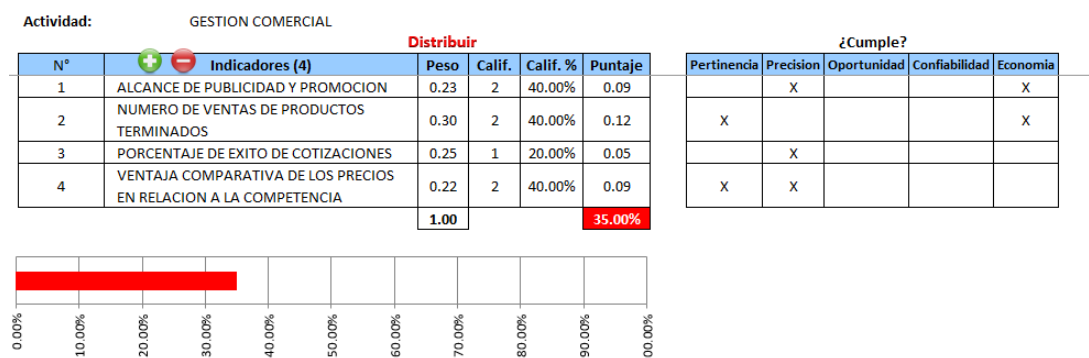 Actividad: GESTION COMERCIAL
Distribuir ¿Cumple?
N° Indicadores (4) Peso Calif. Calif. % Puntaje Pertinencia Precision Oportunidad Confiabilidad Economia
1 ALCANCE DE PUBLICIDAD Y PROMOCION 0.23 2 40.00% 0.09 X X
2 NUMERO DE VENTAS DE PRODUCTOS
TERMINADOS 0.30 2 40.00% 0.12 X X
3 PORCENTAJE DE EXITO DE COTIZACIONES 0.25 1 20.00% 0.05 X
4 VENTAJA COMPARATIVA DE LOS PRECIOS
EN RELACION A LA COMPETENCIA 0.22 2 40.00% 0.09 X X
1.00 35.00%
0.00% 10.00% 20.00% 30.00% 40.00% 50.00% 60.00% 70.00% 80.00% 90.00% 00.00%